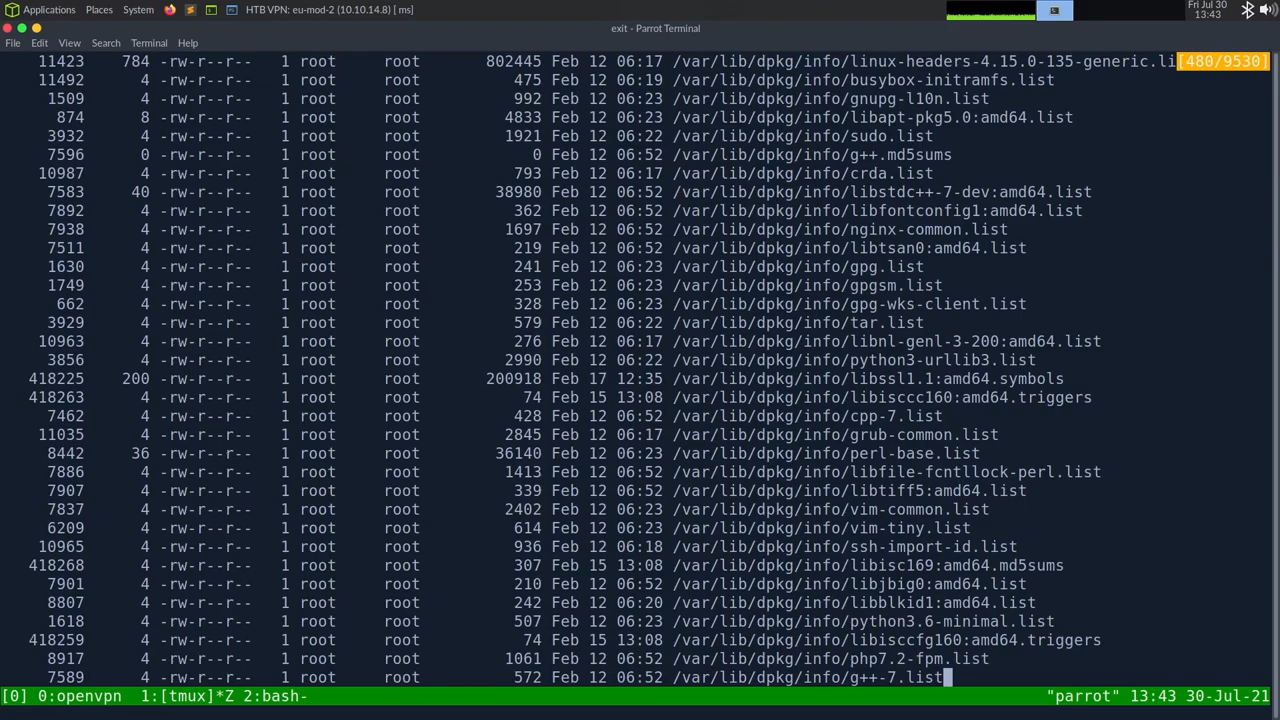 Applications Places System HTB VPN: eu-mod-2 (10.10.14.8) [ ms] Fri Jul 30
13:43
exit - Parrot Terminal
File Edit View Search Terminal Help
11423 784 -rw-r--r-- 1 root root 802445 Feb 12 06:17 /var/lib/dpkg/info/linux-headers-4.15.0-135-generic.li[480/9530]
11492 4 -rw-r--r-- 1 root root 475 Feb 12 06:19 /var/lib/dpkg/info/busybox-initramfs.list
1509 4 -rw-r--r-- 1 root root 992 Feb 12 06:23 /var/lib/dpkg/info/gnupg-l10n.list
874 8 -rw-r--r-- 1 root root 4833 Feb 12 06:22 /var/lib/dpkg/info/libapt-pkg5.0:amd64.list
3932 4 -rw-r--r-- 1 root root 1921 Feb 12 06:22 /var/lib/dpkg/info/sudo.list
7596 0 -rw-r--r-- 1 root root 0 Feb 12 06:52 /var/lib/dpkg/info/g++.md5sums
10987 4 -rw-r--r-- 1 root root 793 Feb 12 06:17 /var/lib/dpkg/info/crda.list
7583 40 -rw-r--r-- 1 root root 38980 Feb 12 06:52 /var/lib/dpkg/info/libstdc++-7-dev:amd64.list
7892 4 -rw-r--r-- 1 root root 362 Feb 12 06:52 /var/lib/dpkg/info/libfontconfig1:amd64.list
7938 4 -rw-r--r-- 1 root root 1697 Feb 12 06:52 /var/lib/dpkg/info/nginx-common.list
7511 4 -rw-r--r-- 1 root root 219 Feb 12 06:52 /var/lib/dpkg/info/libtsan0:amd64.list
1630 4 -rw-r--r-- 1 root root 241 Feb 12 06:23 /var/lib/dpkg/info/gpg.list
1749 4 -rw-r--r-- 1 root root 253 Feb 12 06:23 /var/lib/dpkg/info/gpgsm.list
662 4 -rw-r--r-- 1 root root 328 Feb 12 06:23 /var/lib/dpkg/info/gpg-wks-client.list
3929 4 -rw-r--r-- 1 root root 579 Feb 12 06:22 /var/lib/dpkg/info/tar.list
10963 4 -rw-r--r-- 1 root root 276 Feb 12 06:17 /var/lib/dpkg/info/libnl-genl-3-200:amd64.list
3856 4 -rw-r--r-- 1 root root 2990 Feb 12 06:22 /var/lib/dpkg/info/python3-urllib3.list
418225 200 -rw-r--r-- 1 root root 200918 Feb 17 12:35 /var/lib/dpkg/info/libssl1.1:amd64.symbols
418263 4 -rw-r--r-- 1 root root 74 Feb 15 13:08 /var/lib/dpkg/info/libisccc160:amd64.triggers
7462 4 -rw-r--r-- 1 root root 428 Feb 12 06:52 /var/lib/dpkg/info/cpp-7.list
11035 4 -rw-r--r-- 1 root root 2845 Feb 12 06:17 /var/lib/dpkg/info/grub-common.list
8442 36 -rw-r--r-- 1 root root 36140 Feb 12 06:23 /var/lib/dpkg/info/perl-base.list
7886 4 -rw-r--r-- 1 root root 1413 Feb 12 06:52 /var/lib/dpkg/info/libfile-fcntllock-perl.list
7907 4 -rw-r--r-- 1 root root 339 Feb 12 06:52 /var/lib/dpkg/info/libtiff5:amd64.list
7837 4 -rw-r--r-- 1 root root 2402 Feb 12 06:23 /var/lib/dpkg/info/vim-common.list
6209 4 -rw-r--r-- 1 root root 614 Feb 12 06:23 /var/lib/dpkg/info/vim-tiny.list
10965 4 -rw-r--r-- 1 root root 936 Feb 12 06:18 /var/lib/dpkg/info/ssh-import-id.list
418268 4 -rw-r--r-- 1 root root 307 Feb 15 13:08 /var/lib/dpkg/info/libisc169:amd64.md5sums
7901 4 -rw-r--r-- 1 root root 210 Feb 12 06:52 /var/lib/dpkg/info/libjbig0:amd64.list
8807 4 -rw-r--r-- 1 root root 242 Feb 12 06:20 /var/lib/dpkg/info/libblkid1:amd64.list
1618 4 -rw-r--r-- 1 root root 507 Feb 12 06:23 /var/lib/dpkg/info/python3.6-minimal.list
418259 4 -rw-r--r-- 1 root root 74 Feb 15 13:08 /var/lib/dpkg/info/libisccfg160:amd64.triggers
8917 4 -rw-r--r-- 1 root root 1061 Feb 12 06:52 /var/lib/dpkg/info/php7.2-fpm.list
7589 4 -rw-r--r-- 1 root root 572 Feb 12 06:52 /var/lib/dpkg/info/g++-7.list
[0] 0:openvpn 1:[tmux]*Z 2:bash- "parrot" 13:43 30-Jul-21